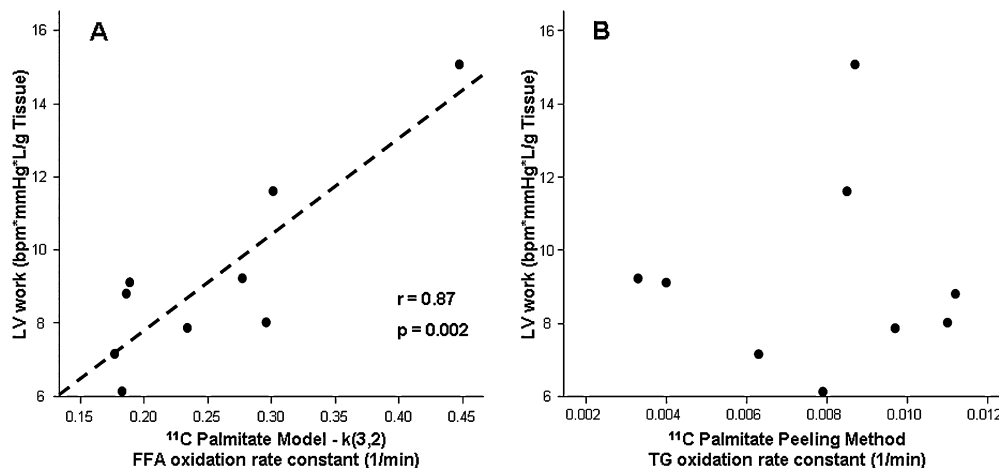 A
16
14
12
10
8
6
LV work (bpm*mmHg*L/g Tissue)
r = 0.87
p = 0.002
0.15 0.20 0.25 0.30 0.35 0.40 0.45
¹¹C Palmitate Model - k(3,2)
FFA oxidation rate constant (1/min)
B
16
14
12
10
8
6
LV work (bpm*mmHg*L/g Tissue)
0.002 0.004 0.006 0.008 0.010 0.012
¹¹C Palmitate Peeling Method
TG oxidation rate constant (1/min)